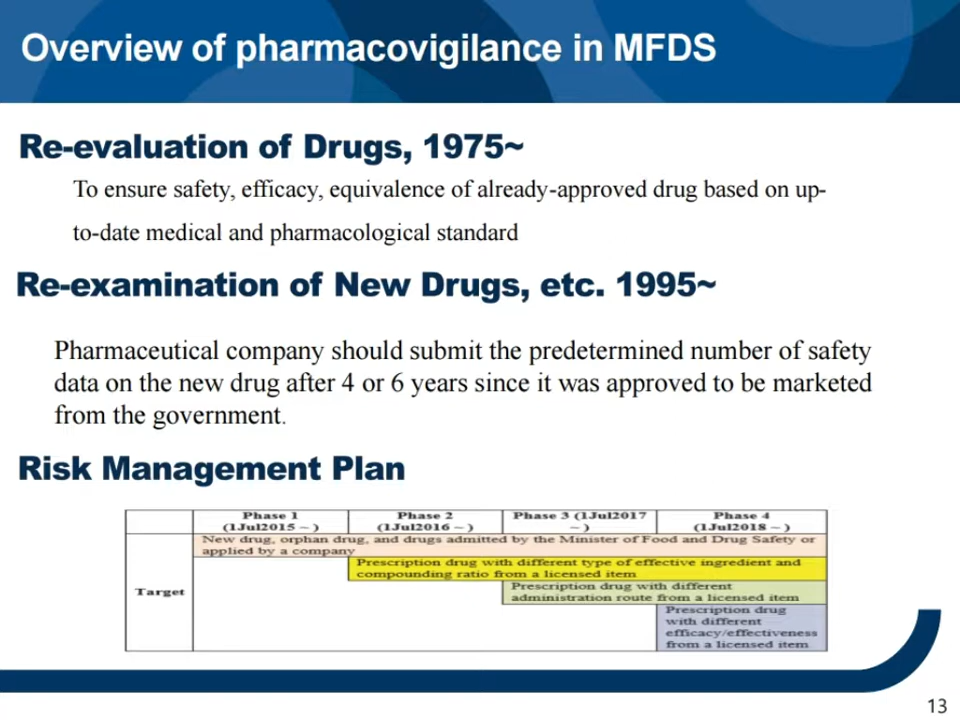 Overview of pharmacovigilance in MFDS
Re-evaluation of Drugs, 1975~
To ensure safety, efficacy, equivalence of already-approved drug based on up-
to-date medical and pharmacological standard
Re-examination of New Drugs, etc. 1995~
Pharmaceutical company should submit the predetermined number of safety
data on the new drug after 4 or 6 years since it was approved to be marketed
from the government.
Risk Management Plan
Phase 1
(1Jul2015 ~ )
Phase 2
(1Jul2016 ~ )
Phase 3 (1Jul2017
~ )
Phase 4
(1Jul2018 ~ )
Target
New drug, orphan drug, and drugs admitted by the Minister of Food and Drug Safety or
applied by a company
Prescription drug with different type of effective ingredient and
compounding ratio from a licensed item
Prescription drug with different
administration route from a licensed item
Prescription drug
with different
efficacy/effectiveness
from a licensed item
13